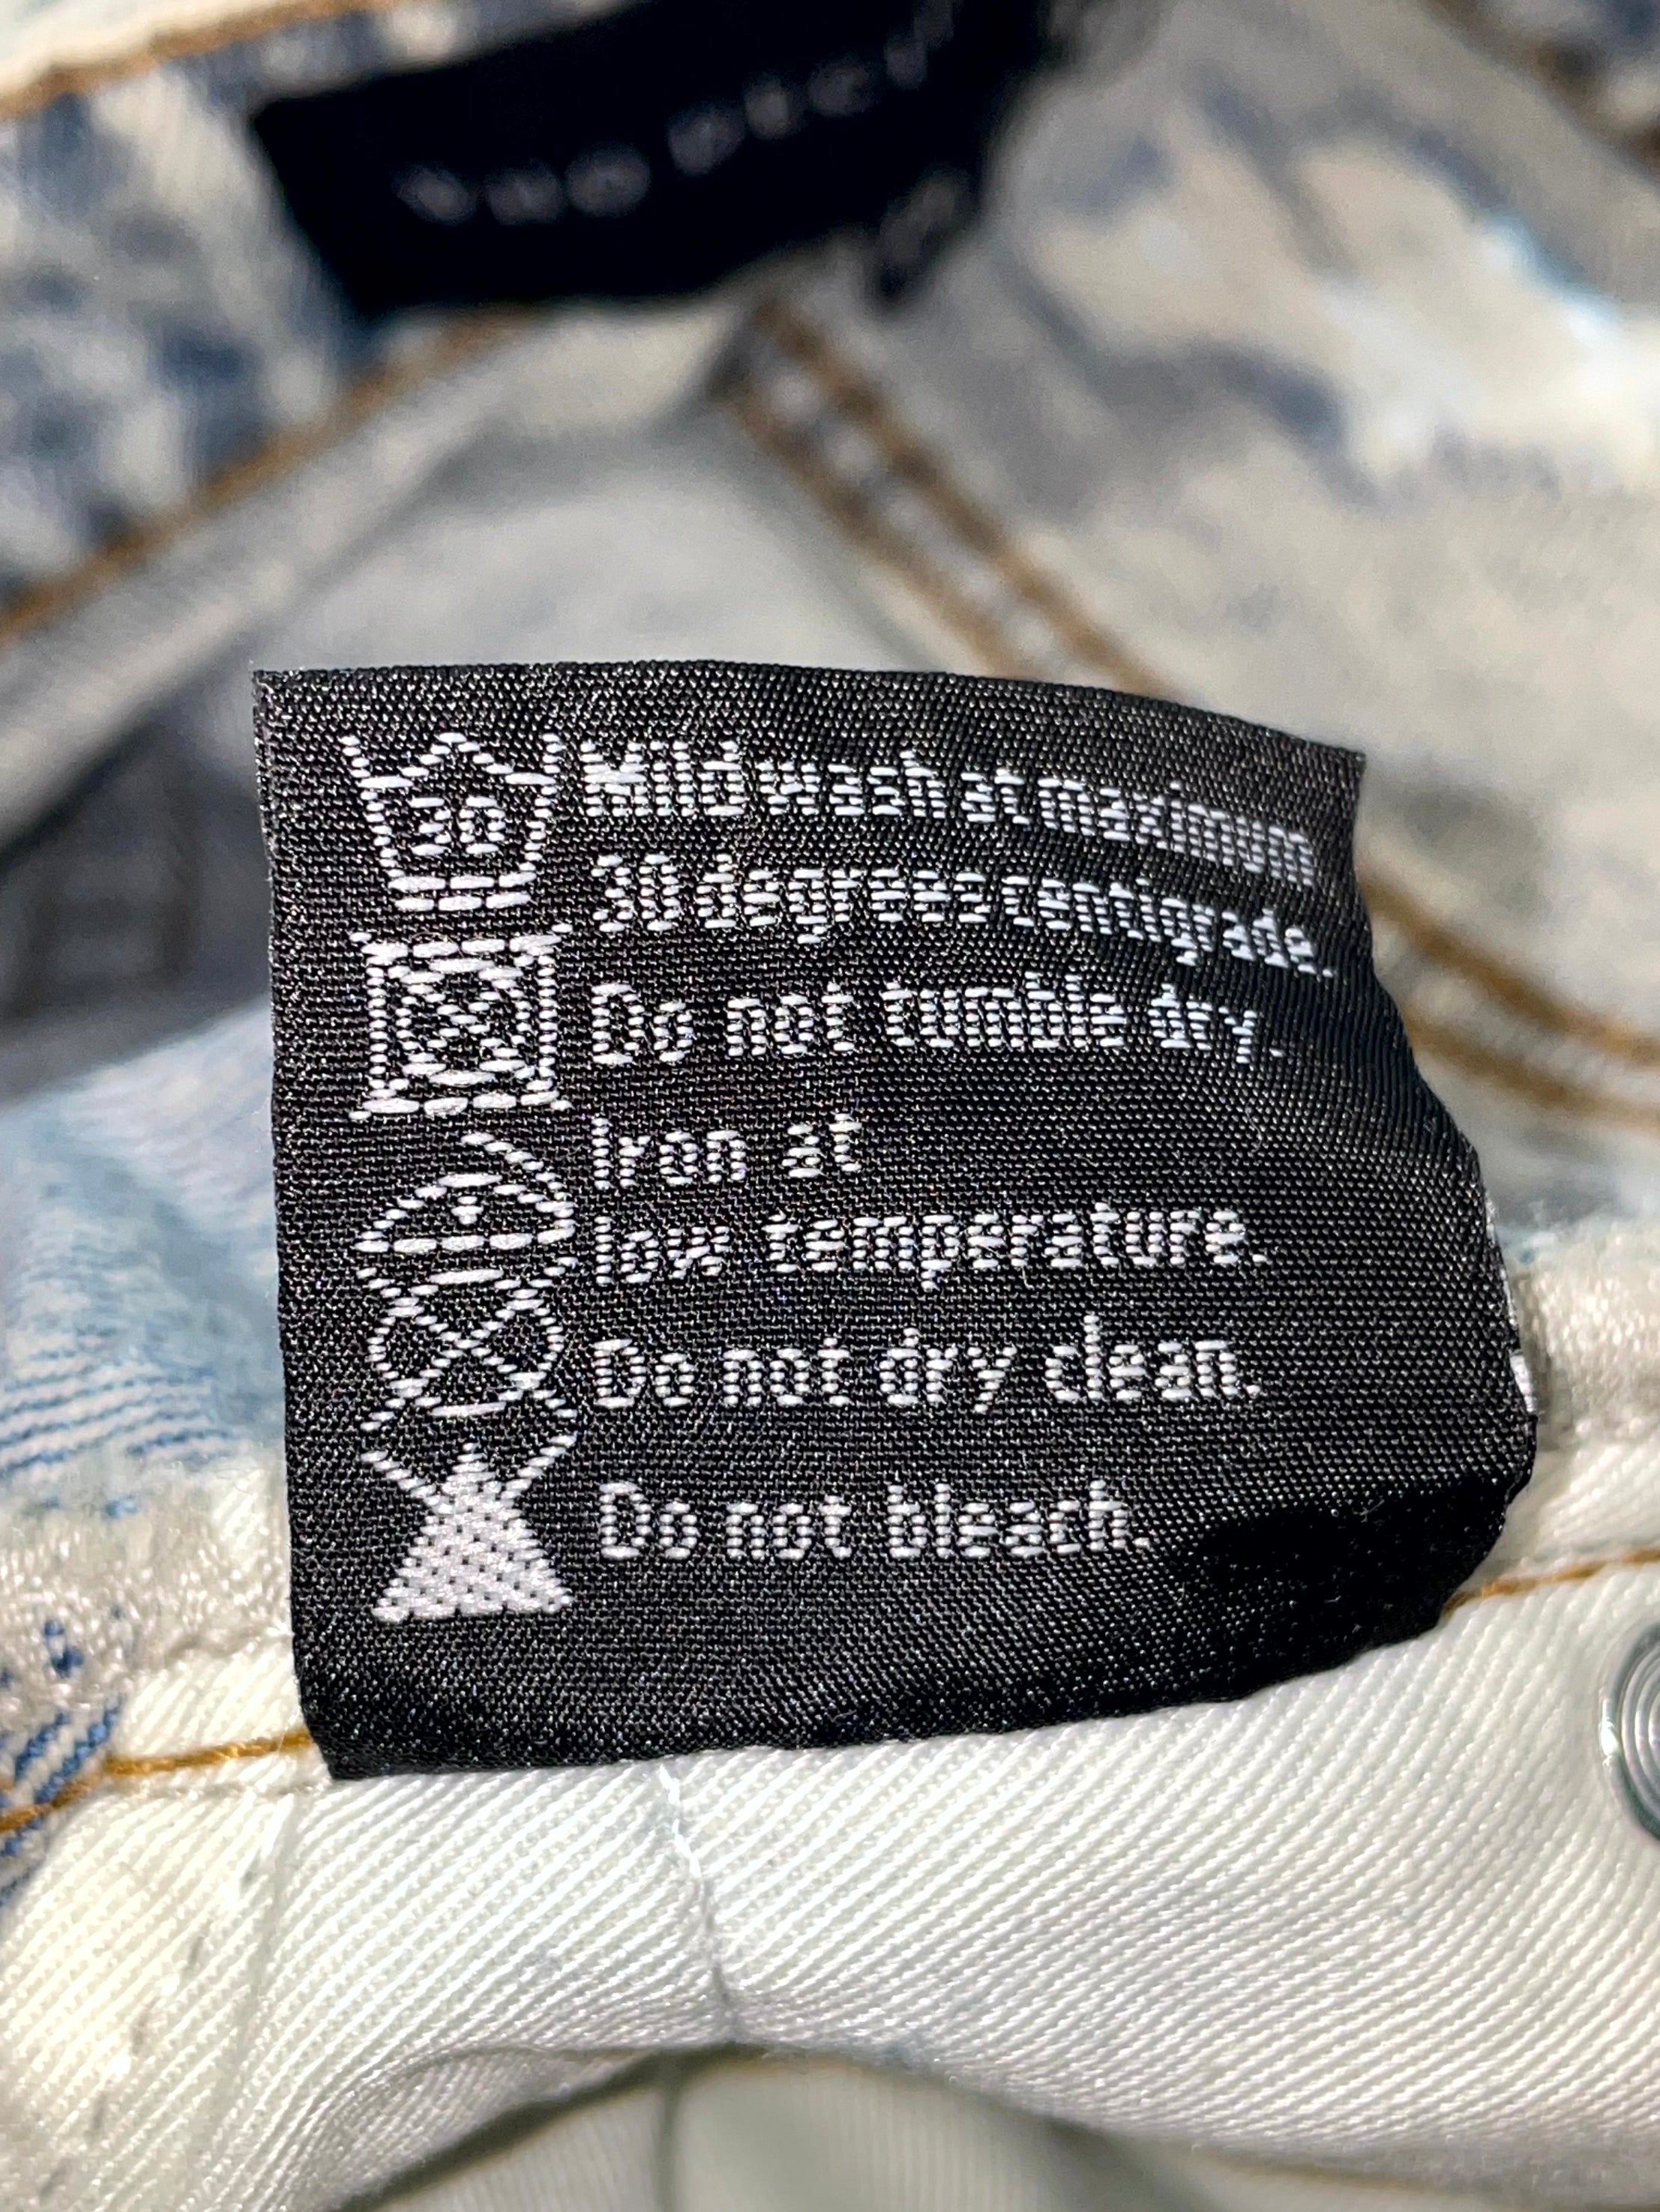 30
Mild wash at maximum
30 degrees centigrade.
Do not tumble dry.
Iron at
low temperature.
Do not dry clean.
Do not bleach.